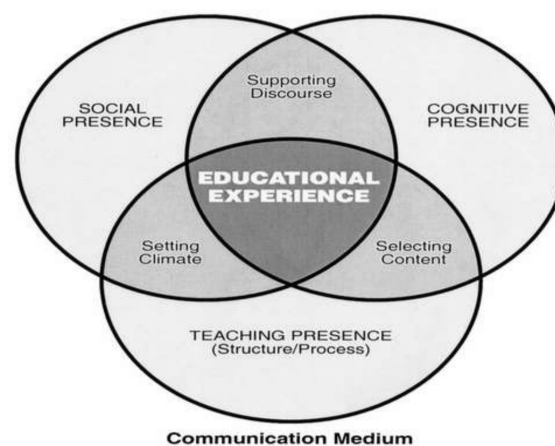 Supporting
Discourse
SOCIAL
PRESENCE
COGNITIVE
PRESENCE
EDUCATIONAL
EXPERIENCE
Setting
Climate
Selecting
Content
TEACHING PRESENCE
(Structure/Process)
Communication Medium